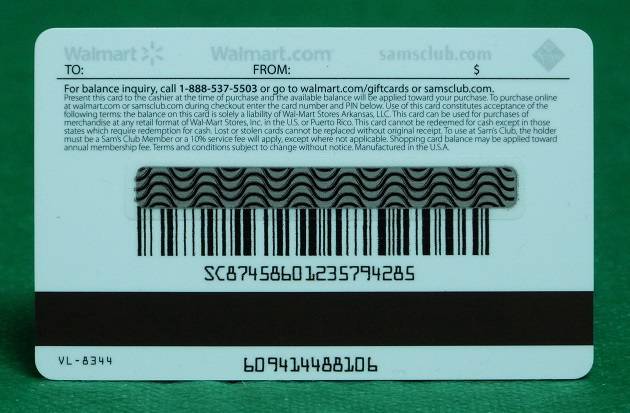 Walmart Walmart.com samsclub.com
TO: FROM: $
For balance inquiry, call 1-888-537-5503 or go to walmart.com/giftcards or samsclub.com.
Present this card to the cashier at the time of purchase and the available balance will be applied toward your purchase. To purchase online
at walmart.com or samsclub.com during checkout enter the card number and PIN below. Use of this card constitutes acceptance of the
following terms: the balance on this card is solely a liability of Wal-Mart Stores Arkansas, LLC. This card can be used for purchases of
merchandise at any retail format of Wal-Mart Stores, Inc. in the U.S. or Puerto Rico. This card cannot be redeemed for cash except in those
states which require redemption for cash. Lost or stolen cards cannot be replaced without original receipt. To use at Sam's Club, the holder
must be a Sam's Club Member or a 10% service fee will apply, except where not applicable. Shopping card balance may be applied toward
annual membership fee. Terms and conditions subject to change without notice. Manufactured in the U.S.A.
SC87458601235794285
VL-8344 609414488106